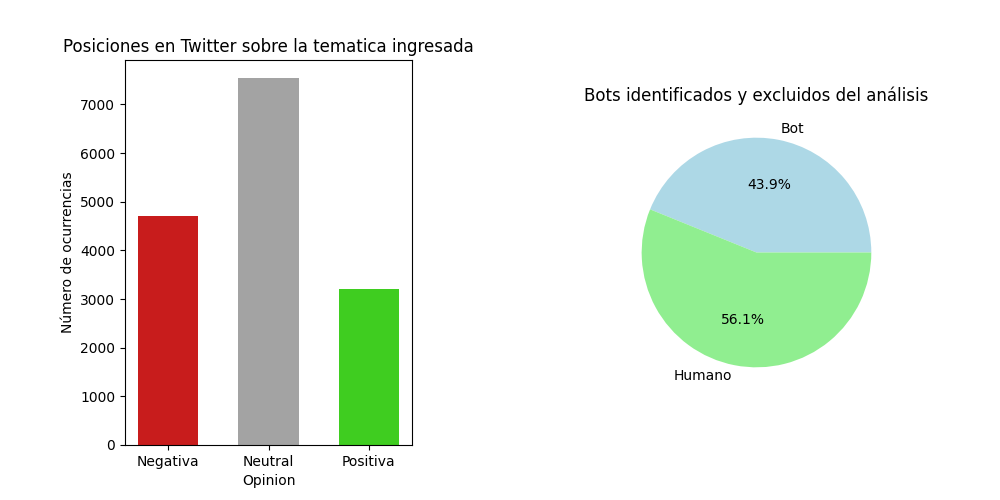 Posiciones en Twitter sobre la tematica ingresada
Número de ocurrencias
7000
6000
5000
4000
3000
2000
1000
0
Negativa
Neutral
Positiva
Opinion
Bots identificados y excluidos del análisis
Bot
43.9%
56.1%
Humano